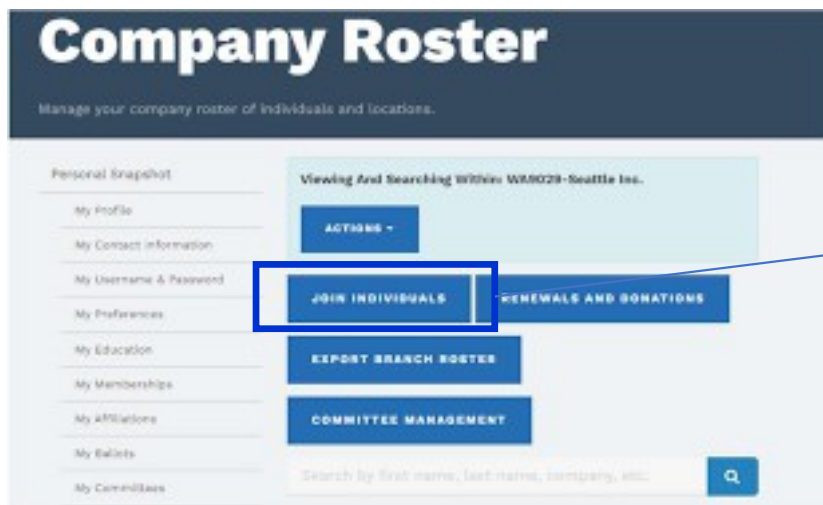 Company Roster
Manage your company roster of individuals and locations.
Personal Snapshot
My Profile
My Contact Information
My Username & Password
My Preferences
My Education
My Memberships
My Affiliations
My Ballots
My Committees
Viewing And Searching Within: WA9029-Seattle Inc.
ACTIONS
JOIN INDIVIDUALS
RENEWALS AND DONATIONS
EXPORT BRANCH ROSTER
COMMITTEE MANAGEMENT
Search by first name, last name, company, etc.